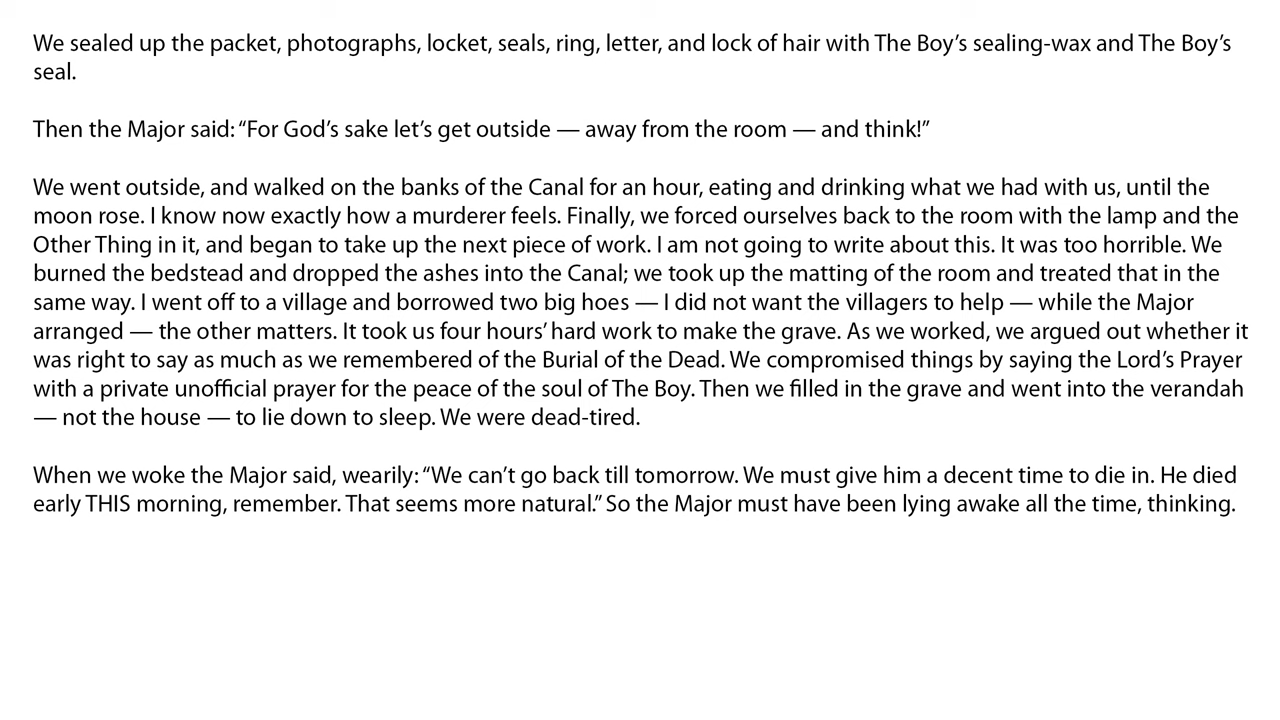 We sealed up the packet, photographs, locket, seals, ring, letter, and lock of hair with The Boy’s sealing-wax and The Boy’s
seal.
Then the Major said: “For God’s sake let’s get outside — away from the room — and think!”
We went outside, and walked on the banks of the Canal for an hour, eating and drinking what we had with us, until the
moon rose. I know now exactly how a murderer feels. Finally, we forced ourselves back to the room with the lamp and the
Other Thing in it, and began to take up the next piece of work. I am not going to write about this. It was too horrible. We
burned the bedstead and dropped the ashes into the Canal; we took up the matting of the room and treated that in the
same way. I went off to a village and borrowed two big hoes — I did not want the villagers to help — while the Major
arranged — the other matters. It took us four hours’ hard work to make the grave. As we worked, we argued out whether it
was right to say as much as we remembered of the Burial of the Dead. We compromised things by saying the Lord’s Prayer
with a private unofficial prayer for the peace of the soul of The Boy. Then we filled in the grave and went into the verandah
— not the house — to lie down to sleep. We were dead-tired.
When we woke the Major said, wearily: “We can’t go back till tomorrow. We must give him a decent time to die in. He died
early THIS morning, remember. That seems more natural.” So the Major must have been lying awake all the time, thinking.